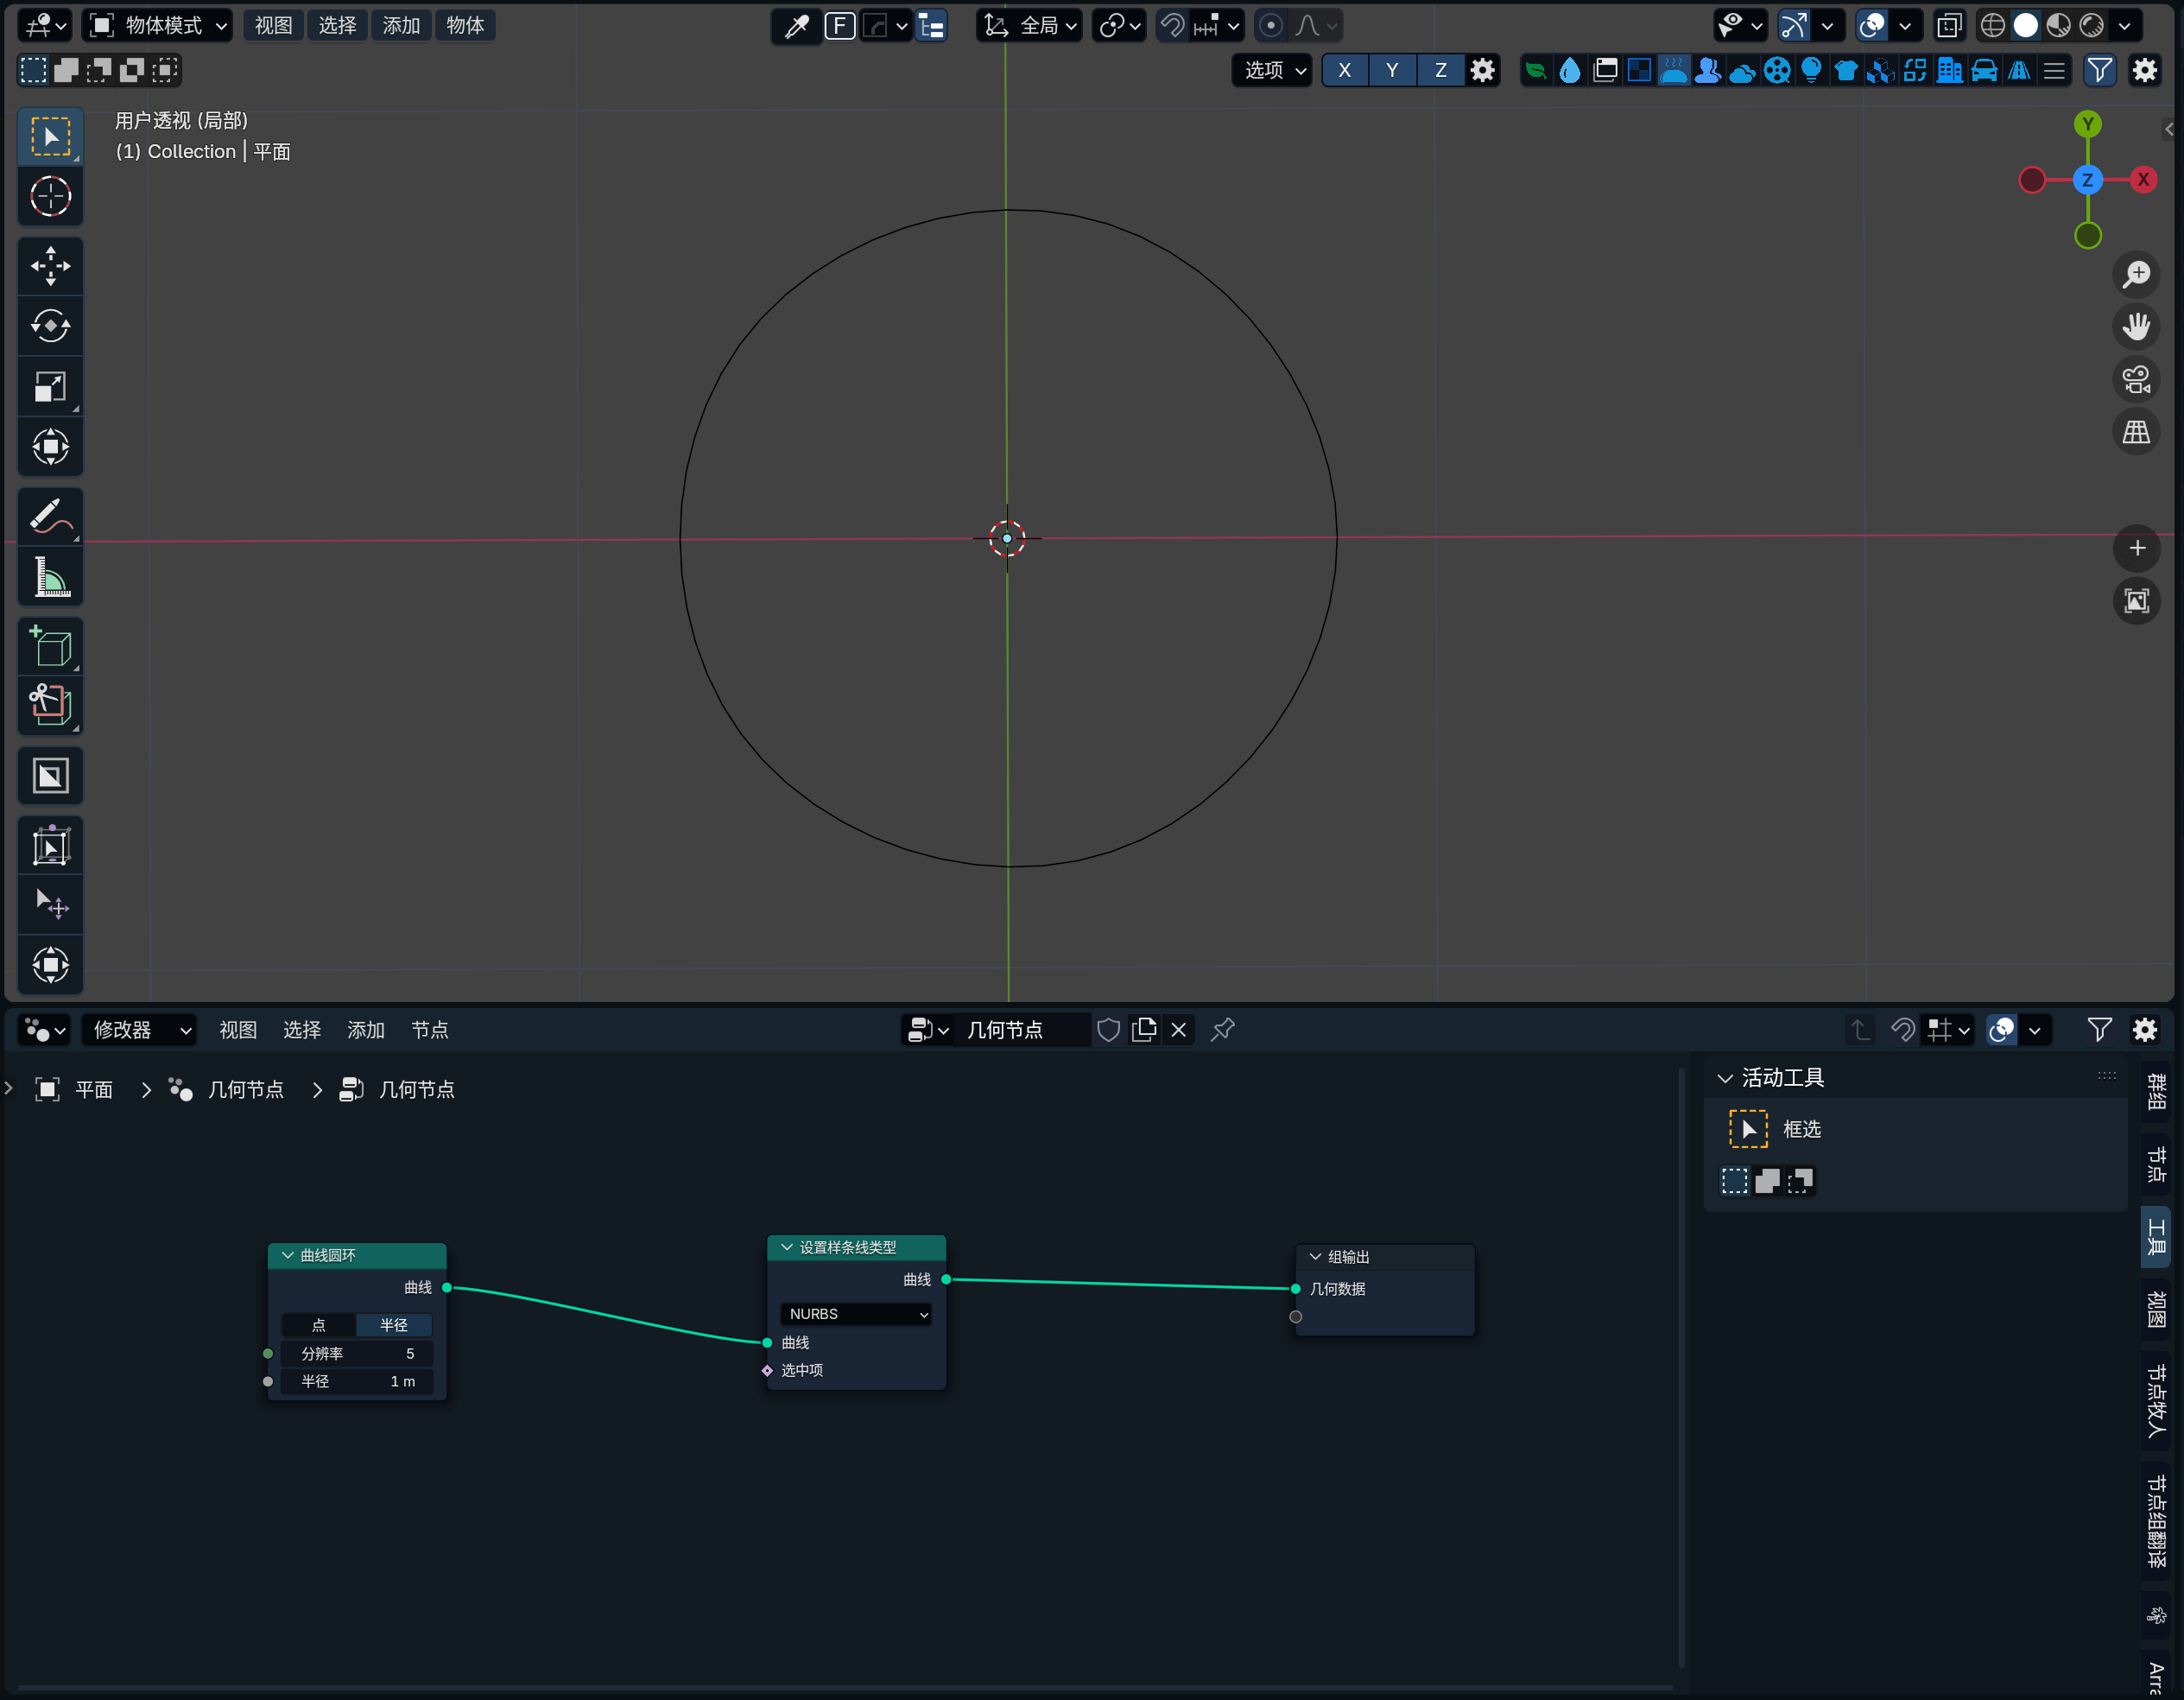 物体模式 视图 选择 添加 物体 F 全局
选项 X Y Z
用户透视 (局部)
(1) Collection | 平面
Y
Z X
修改器 视图 选择 添加 节点 几何节点
平面 几何节点 几何节点
活动工具
框选
曲线圆环
曲线
点 半径
分辨率 5
半径 1 m
设置样条线类型
曲线
NURBS
曲线
选中项
组输出
几何数据
群组
节点
工具
视图
节点牧人
节点组翻译
Arra